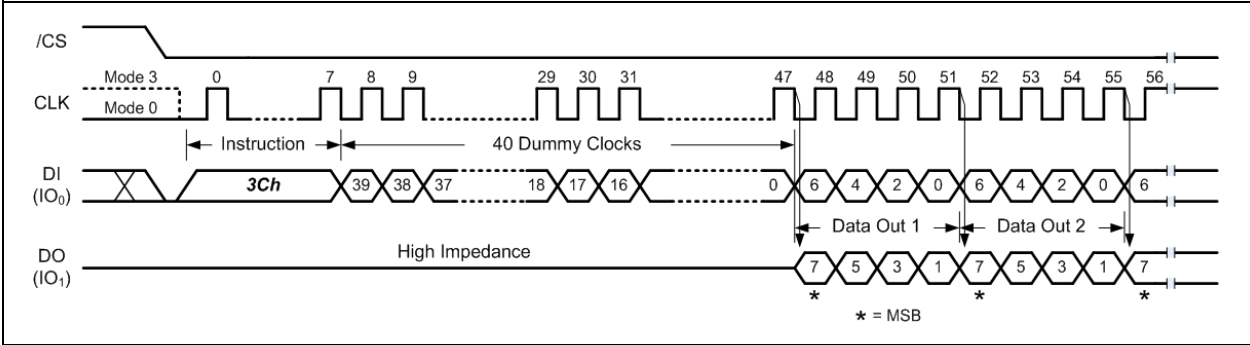 /CS
Mode 3 0 7 8 9 29 30 31 47 48 49 50 51 52 53 54 55 56
CLK Mode 0
Instruction 40 Dummy Clocks
DI 3Ch 39 38 37 18 17 16 0 6 4 2 0 6 4 2 0 6
(IO₀)
Data Out 1 Data Out 2
DO High Impedance 7 5 3 1 7 5 3 1 7
(IO₁)
* * *
* = MSB